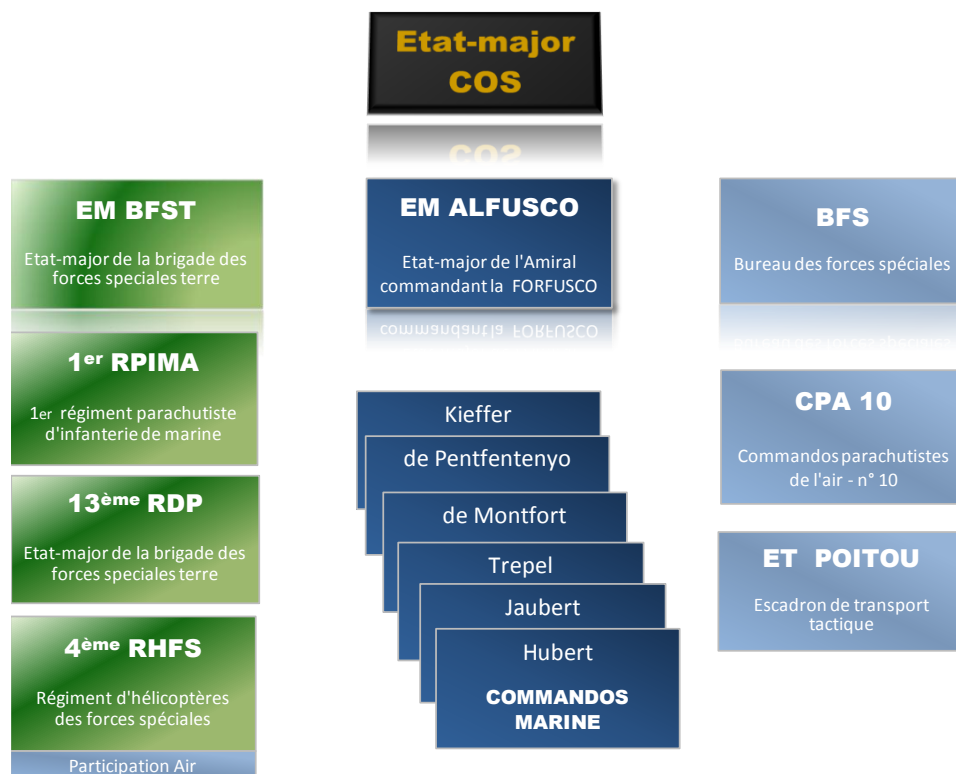 Etat-major
COS
EM BFST
Etat-major de la brigade des
forces speciales terre
1er RPIMA
1er régiment parachutiste
d'infanterie de marine
13ème RDP
Etat-major de la brigade des
forces speciales terre
4ème RHFS
Régiment d'hélicoptères
des forces spéciales
Participation Air
EM ALFUSCO
Etat-major de l'Amiral
commandant la FORFUSCO
Kieffer
de Pentfentenyo
de Montfort
Trepel
Jaubert
Hubert
COMMANDOS
MARINE
BFS
Bureau des forces spéciales
CPA 10
Commandos parachutistes
de l'air - n° 10
ET POITOU
Escadron de transport
tactique